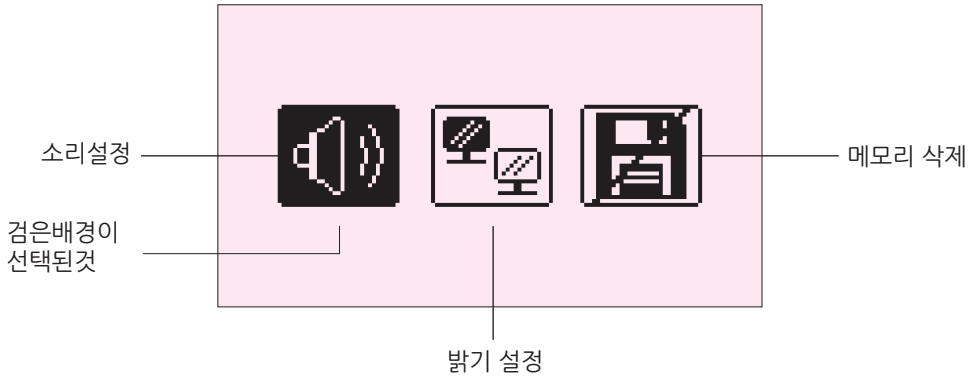 소리설정
메모리 삭제
검은배경이
선택된것
밝기 설정